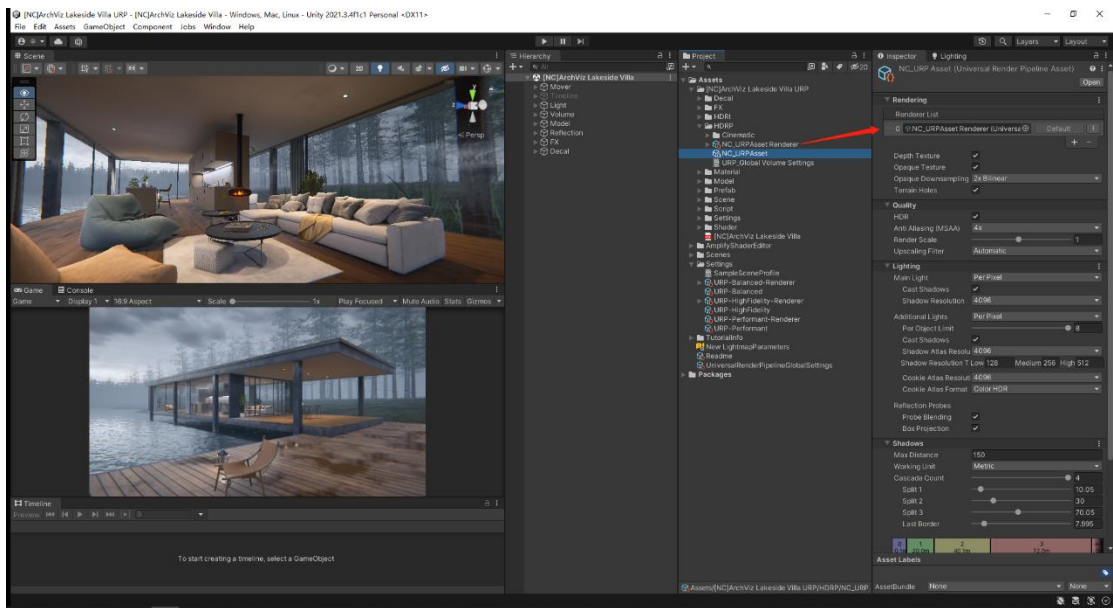 [NC]ArchViz Lakeside Villa URP - [NC]ArchViz Lakeside Villa - Windows, Mac, Linux - Unity 2021.3.4f1c1 Personal <DX11>
File Edit Assets GameObject Component Jobs Window Help
Layers Layout
Scene
2D
Persp
Game Console
Game Display 1 16:9 Aspect Scale 1x Play Focused Mute Audio Stats Gizmos
Timeline
Preview 0
To start creating a timeline, select a GameObject
Hierarchy
All
[NC]ArchViz Lakeside Villa
Mover
Timeline
Light
Volume
Model
Reflection
FX
Decal
Project
20
Assets
[NC]ArchViz Lakeside Villa URP
Decal
FX
HDRI
HDRP
Cinematic
NC_URPAsset Renderer
NC_URPAsset
URP_Global Volume Settings
Material
Model
Prefab
Scene
Script
Settings
Shader
[NC]ArchViz Lakeside Villa
AmplifyShaderEditor
Scenes
Settings
SampleSceneProfile
URP-Balanced-Renderer
URP-Balanced
URP-HighFidelity-Renderer
URP-HighFidelity
URP-Performant-Renderer
URP-Performant
TutorialInfo
New LightmapParameters
Readme
UniversalRenderPipelineGlobalSettings
Packages
Assets/[NC]ArchViz Lakeside Villa URP/HDRP/NC_URP
Inspector Lighting
NC_URP Asset (Universal Render Pipeline Asset)
Open
Rendering
Renderer List
0 NC_URPAsset Renderer (Universa Default
Depth Texture
Opaque Texture
Opaque Downsampling 2x Bilinear
Terrain Holes
Quality
HDR
Anti Aliasing (MSAA) 4x
Render Scale 1
Upscaling Filter Automatic
Lighting
Main Light Per Pixel
Cast Shadows
Shadow Resolution 4096
Additional Lights Per Pixel
Per Object Limit 8
Cast Shadows
Shadow Atlas Resolu 4096
Shadow Resolution T Low 128 Medium 256 High 512
Cookie Atlas Resoluti 4096
Cookie Atlas Format Color HDR
Reflection Probes
Probe Blending
Box Projection
Shadows
Max Distance 150
Working Unit Metric
Cascade Count 4
Split 1 10.05
Split 2 30
Split 3 70.05
Last Border 7.995
0 1 2 3
Asset Labels
AssetBundle None None